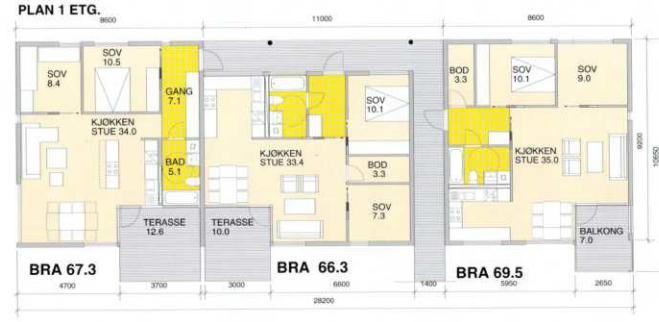 PLAN 1 ETG.
8600
11000
8600
SOV
8.4
SOV
10.5
GANG
7.1
KJØKKEN
STUE 34.0
BAD
5.1
TERASSE
12.6
SOV
10.1
KJØKKEN
STUE 33.4
BOD
3.3
SOV
7.3
TERASSE
10.0
BOD
3.3
SOV
10.1
SOV
9.0
KJØKKEN
STUE 35.0
BALKONG
7.0
9200
10650
BRA 67.3
BRA 66.3
BRA 69.5
4700
3700
3000
6600
1400
5950
2650
28200